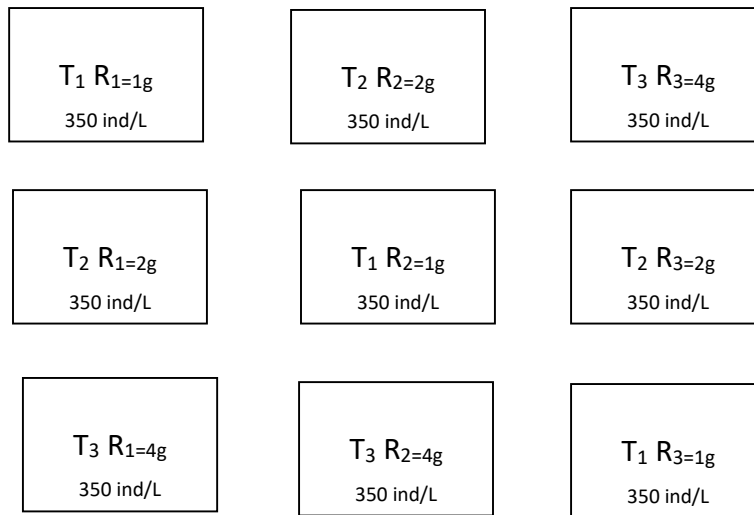 T₁ R₁₌₁g
350 ind/L
T₂ R₂₌₂g
350 ind/L
T₃ R₃₌₄g
350 ind/L
T₂ R₁₌₂g
350 ind/L
T₁ R₂₌₁g
350 ind/L
T₂ R₃₌₂g
350 ind/L
T₃ R₁₌₄g
350 ind/L
T₃ R₂₌₄g
350 ind/L
T₁ R₃₌₁g
350 ind/L